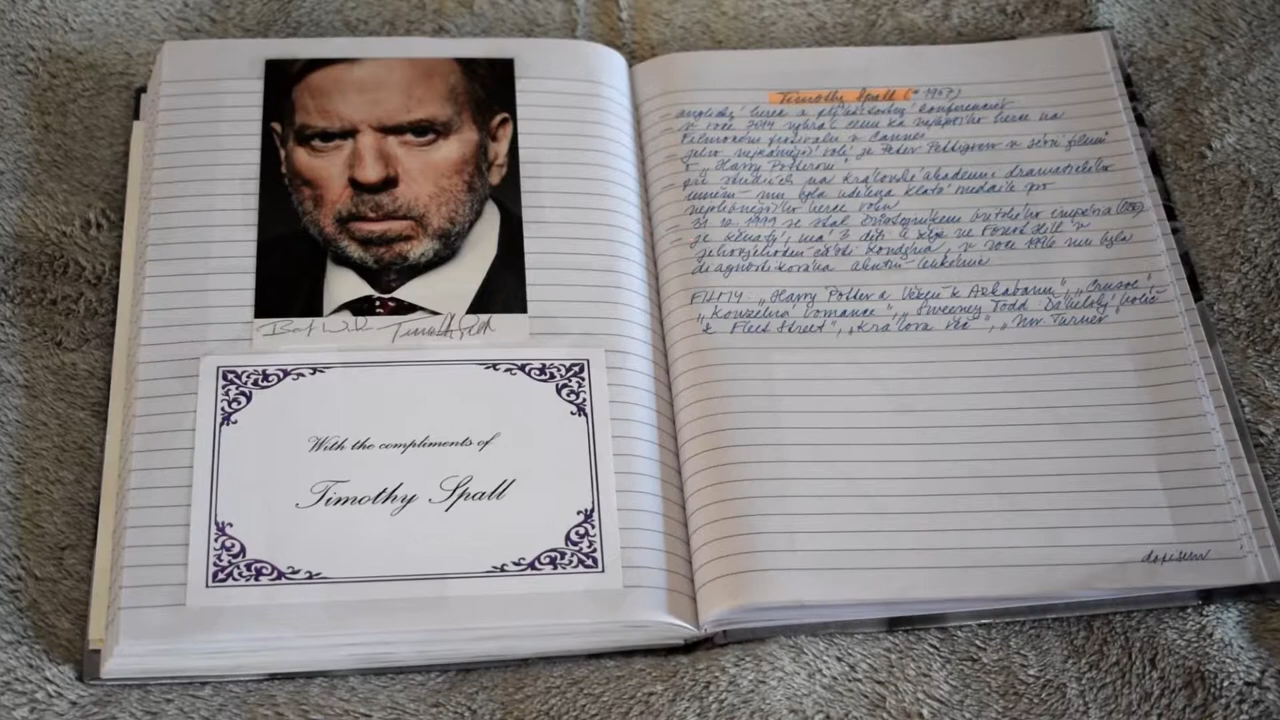 Best Wishes Timothy Spall
With the compliments of
Timothy Spall
Timothy Spall (* 1957)
- anglický herec a příležitostný conferenciér
- v roce 2014 vyhrál cenu za nejlepšího herce na
Filmovém festivalu v Cannes
- jeho nejznámější rolí je Peter Pettigrew v sérii filmů
o "Harry Potterovi"
- při studiích na Královské akademii dramatického
umění mu byla udělena zlatá medaile pro
nejslibnějšího herce roku
- 31. 12. 1999 se stal Důstojníkem britského impéria (OBE)
- je ženatý, má 3 děti a žije ve Forest Hill v
jihovýchodní části Londýna, v roce 1996 mu byla
diagnostikována akutní leukémie
FILMY: "Harry Potter a Vězeň z Azkabanu", "Crusoe"
"Kouzelná romance", "Sweeney Todd: Ďábelský holič
z Fleet Street", "Králova řeč", "Mr. Turner"
dopisem